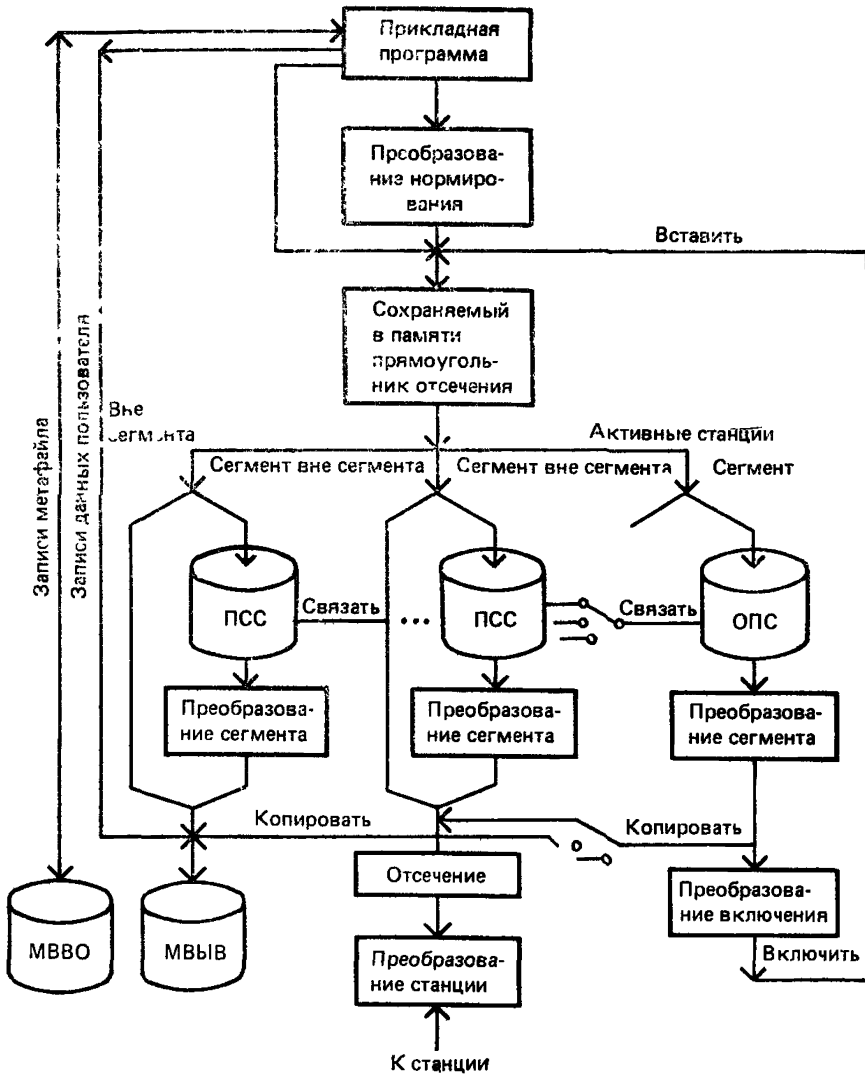 Прикладная
программа
Преобразова-
ние нормиро-
вания
Вставить
Сохраняемый
в памяти
прямоуголь-
ник отсечения
Записи метафайла
Записи данных пользователя
Вне
сегмента
Активные станции
Сегмент вне сегмента
Сегмент вне сегмента
Сегмент
ПСС
Связать
...
ПСС
Связать
ОПС
Преобразова-
ние сегмента
Преобразова-
ние сегмента
Преобразова-
ние сегмента
Копировать
Копировать
Отсечение
Преобразова-
ние включения
МВВО
МВЫВ
Преобразова-
ние станции
Включить
К станции